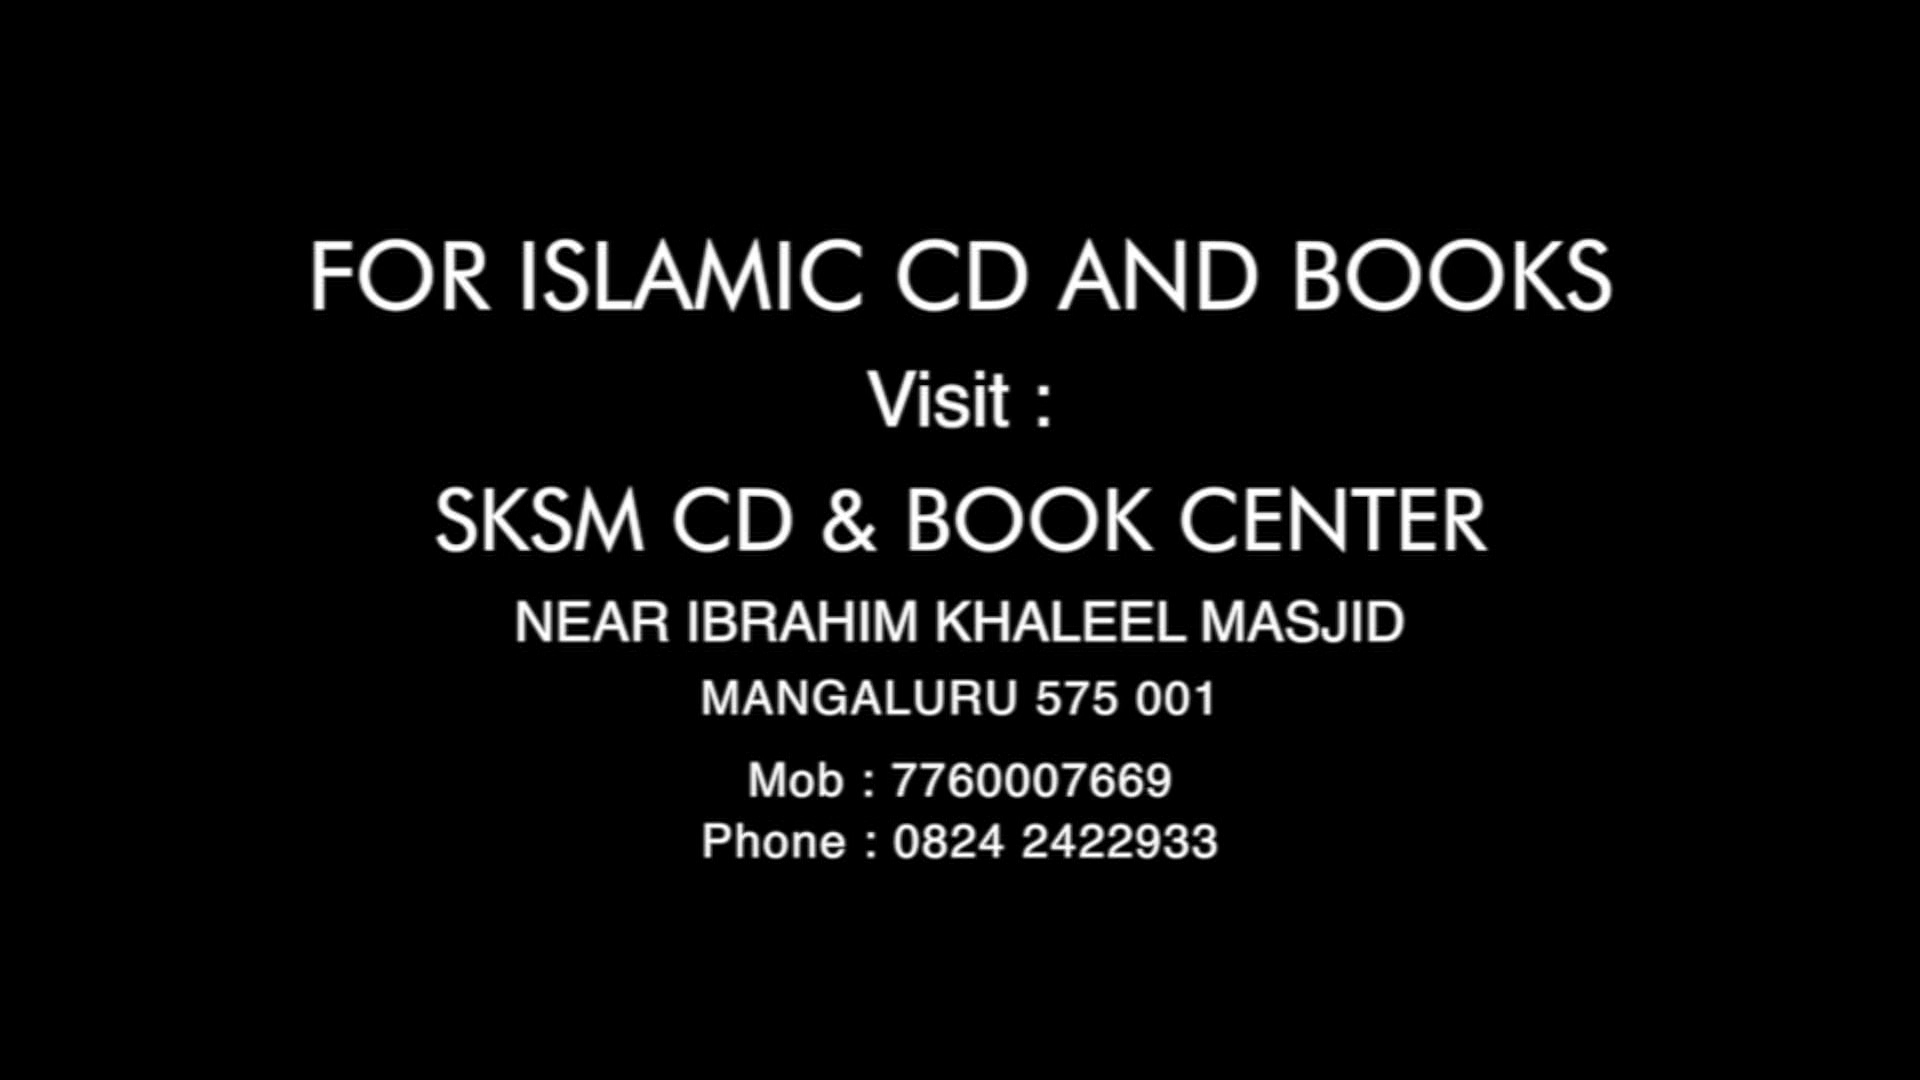 FOR ISLAMIC CD AND BOOKS
Visit :
SKSM CD & BOOK CENTER
NEAR IBRAHIM KHALEEL MASJID
MANGALURU 575 001
Mob : 7760007669
Phone : 0824 2422933